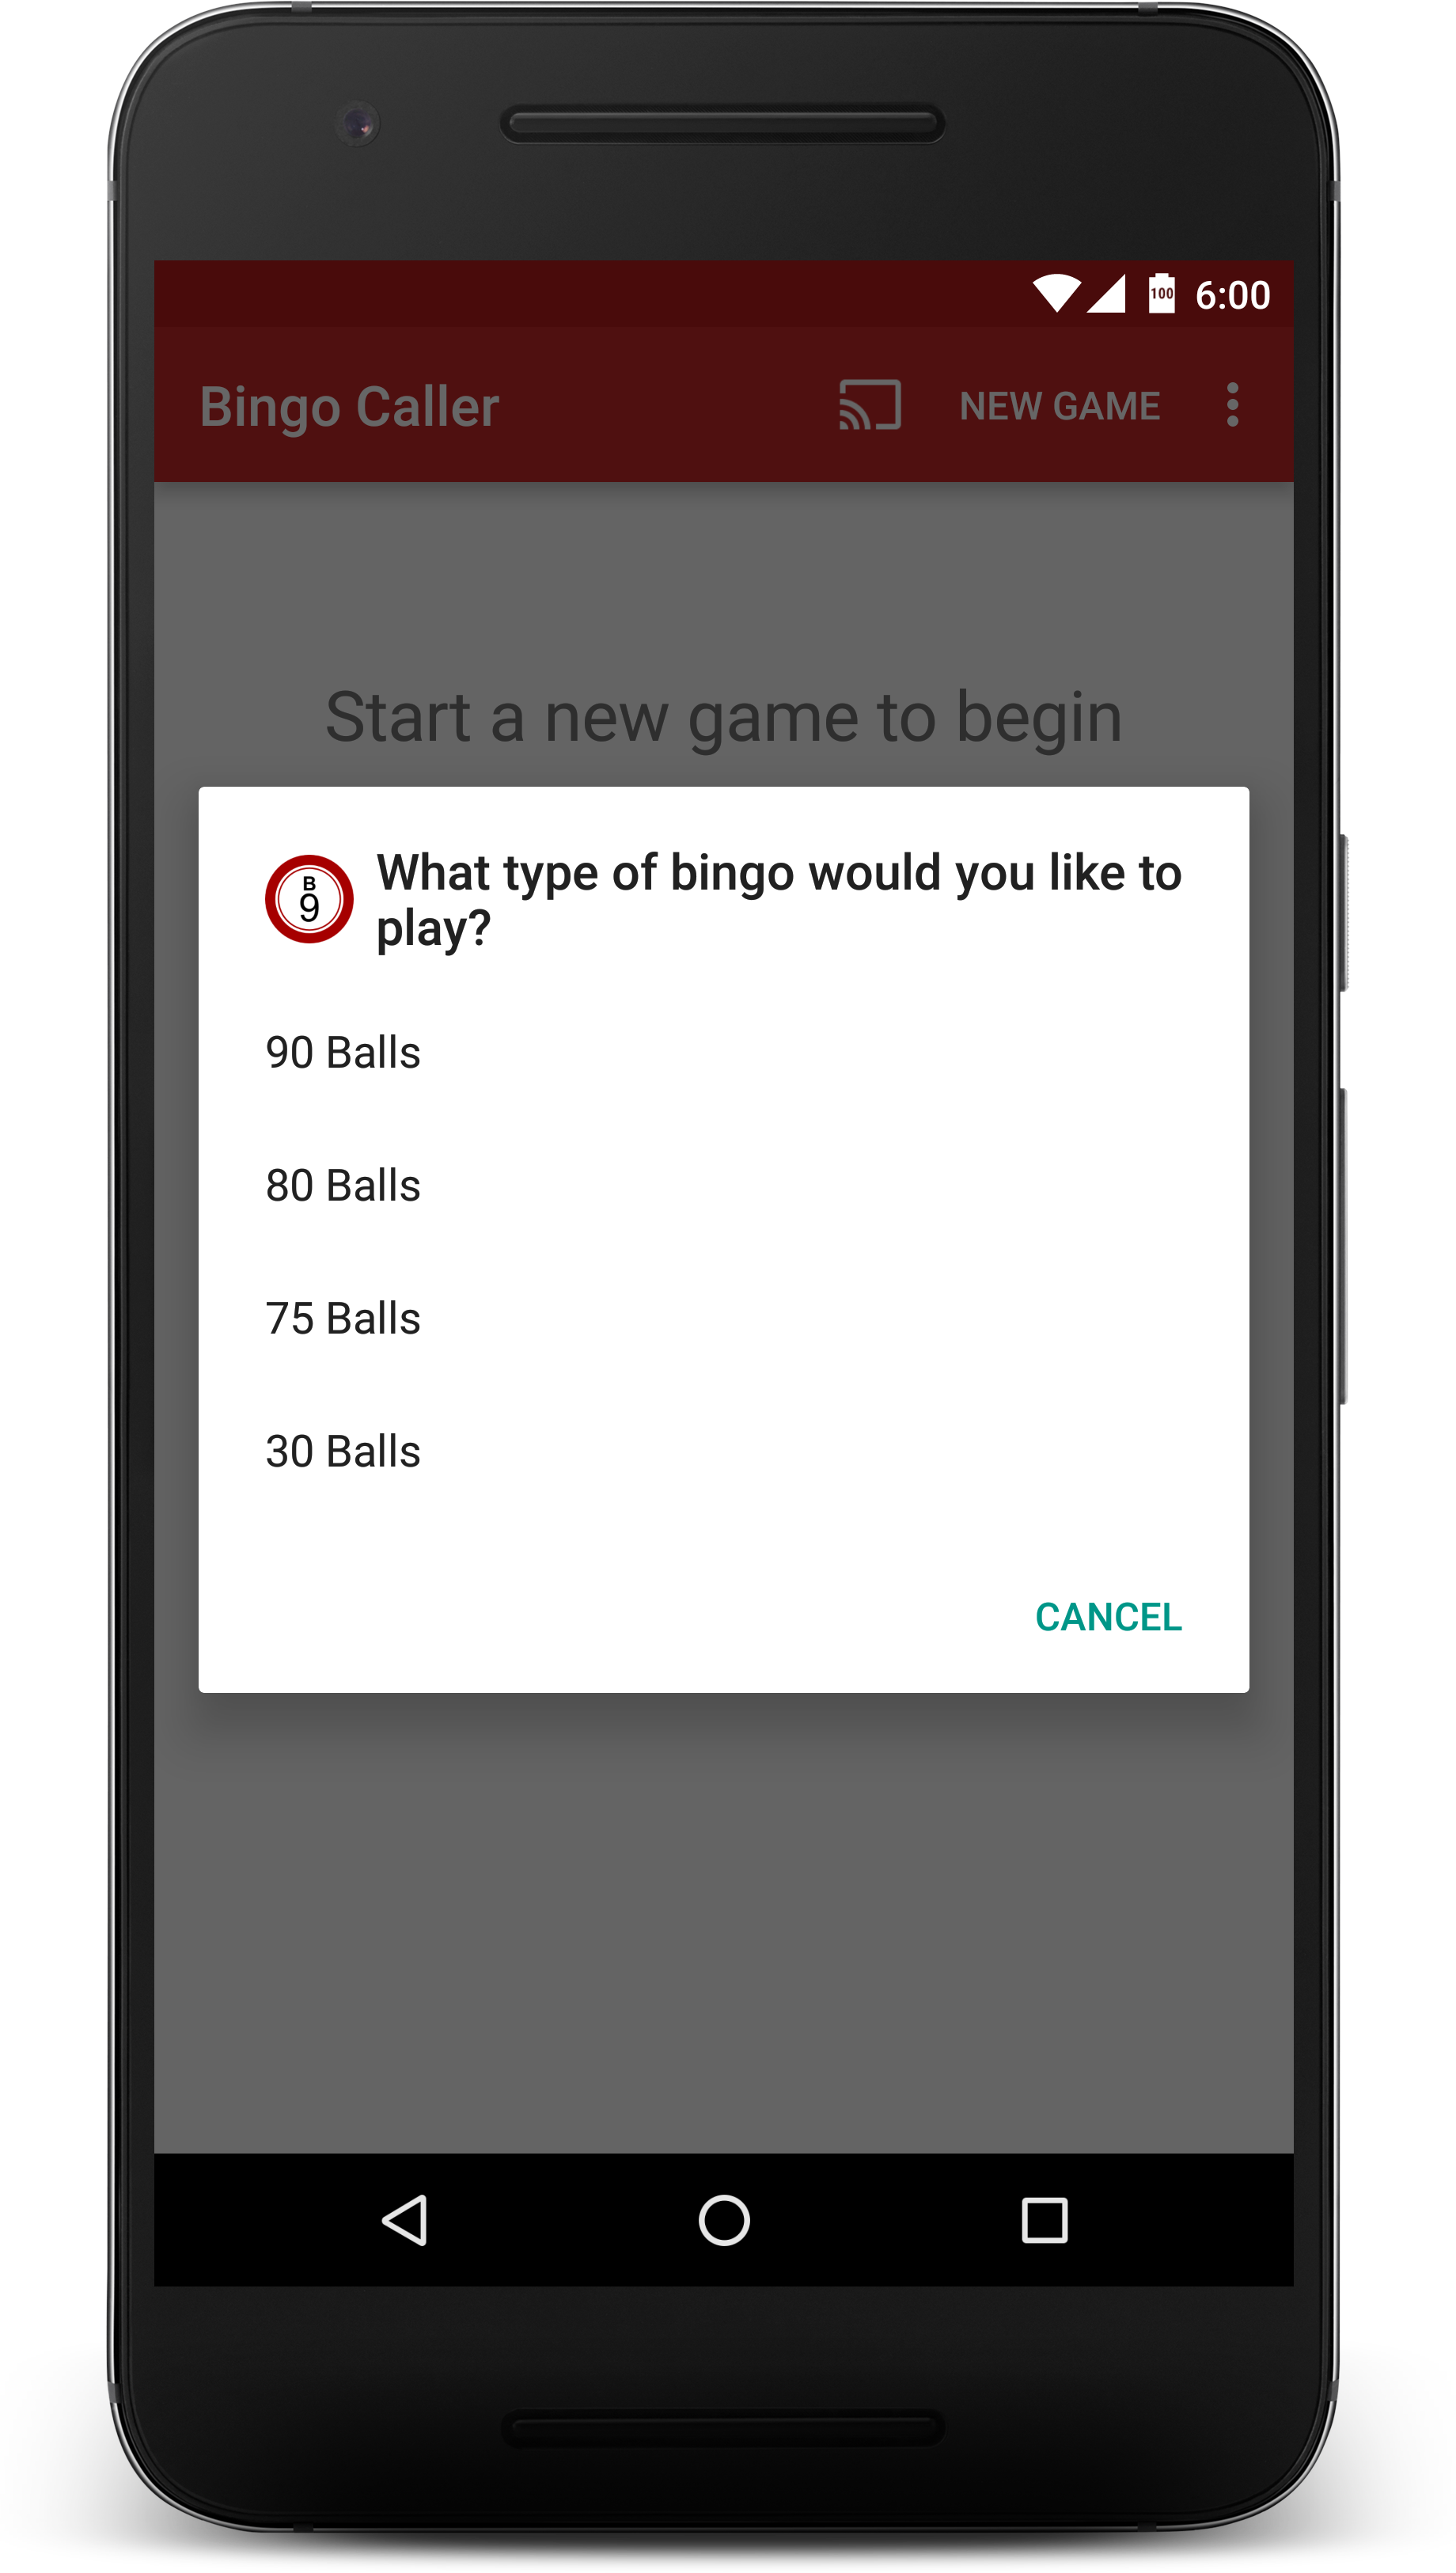 100 6:00
Bingo Caller NEW GAME
Start a new game to begin
B
9
What type of bingo would you like to
play?
90 Balls
80 Balls
75 Balls
30 Balls
CANCEL